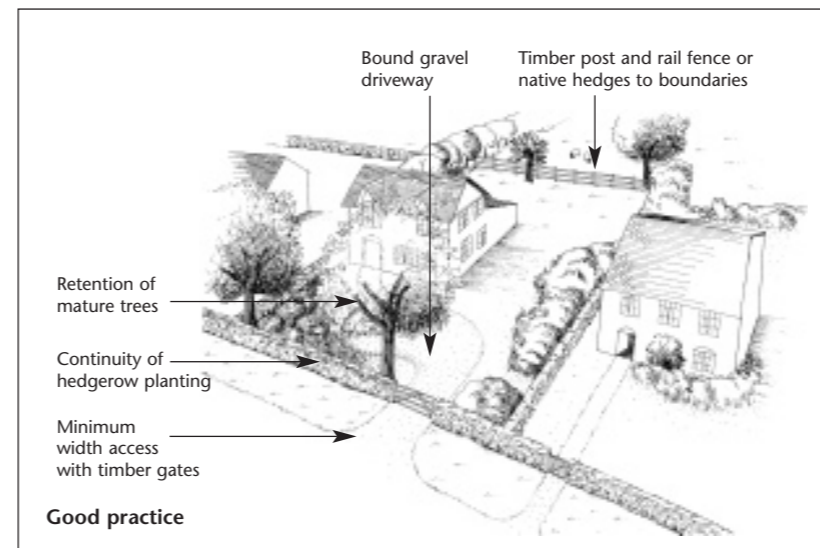 Bound gravel
driveway
Timber post and rail fence or
native hedges to boundaries
Retention of
mature trees
Continuity of
hedgerow planting
Minimum
width access
with timber gates
Good practice